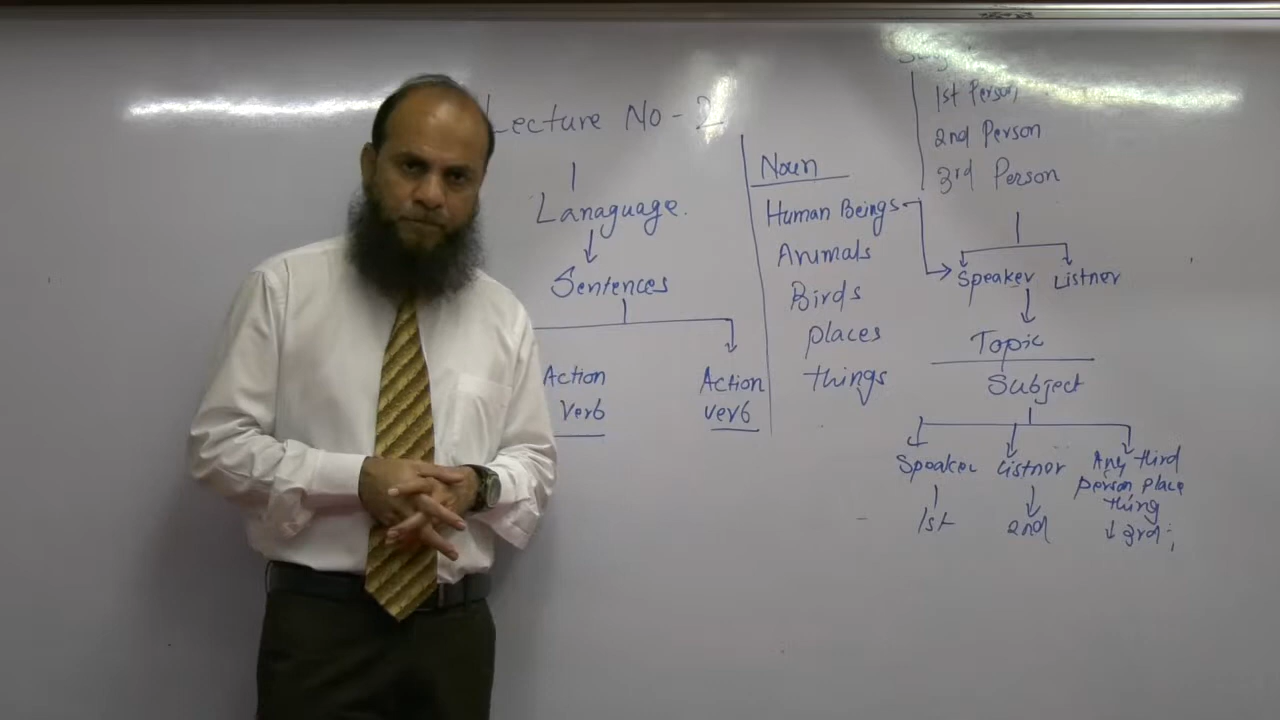 Lecture No - 2
Lanaguage.
Sentences
Action
Verb
Action
verb
Noun
Human Beings
Animals
Birds
places
things
1st Person
2nd Person
3rd Person
Speaker
Listner
Topic
Subject
Speaker
Listner
Any third
person place
thing
1st
2nd
3rd